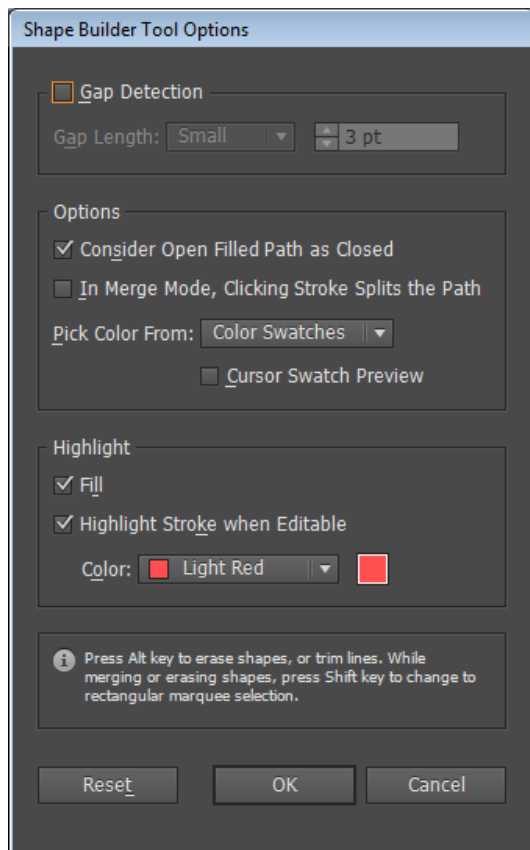 Shape Builder Tool Options
Gap Detection
Gap Length: Small 3 pt
Options
Consider Open Filled Path as Closed
In Merge Mode, Clicking Stroke Splits the Path
Pick Color From: Color Swatches
Cursor Swatch Preview
Highlight
Fill
Highlight Stroke when Editable
Color: Light Red
Press Alt key to erase shapes, or trim lines. While
merging or erasing shapes, press Shift key to change to
rectangular marquee selection.
Reset OK Cancel